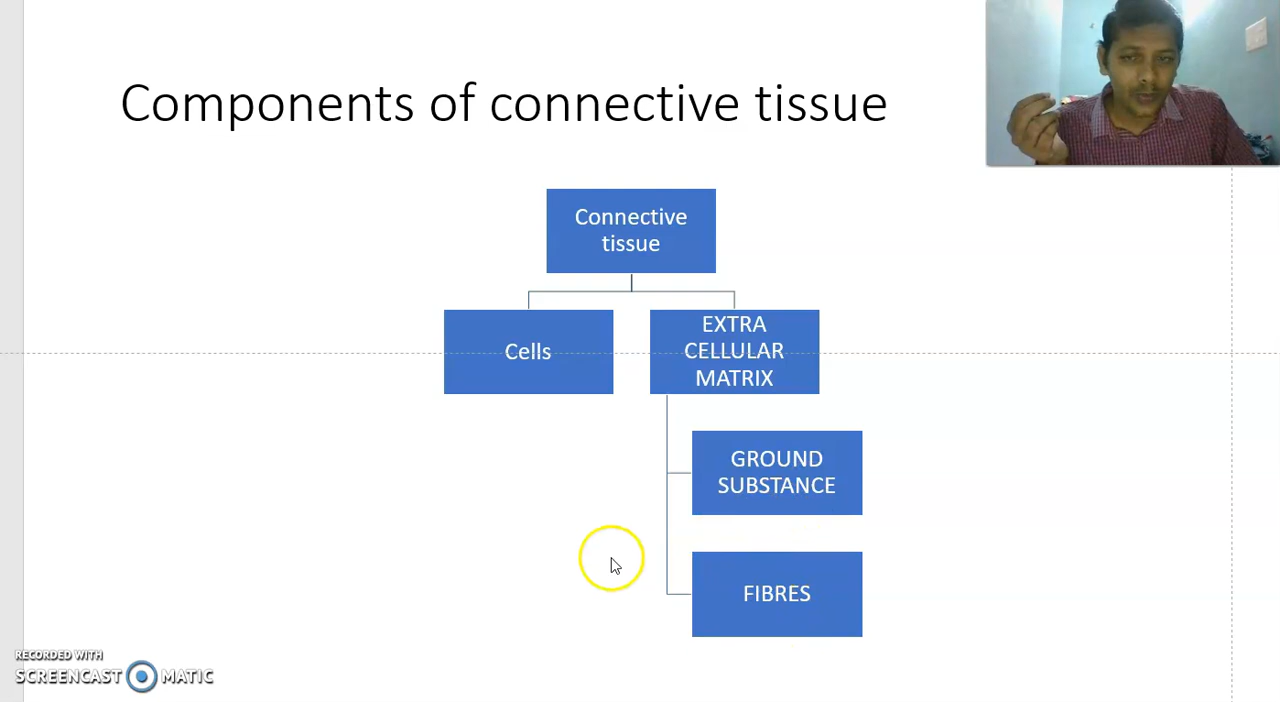 Components of connective tissue
Connective
tissue
Cells
EXTRA
CELLULAR
MATRIX
GROUND
SUBSTANCE
FIBRES
RECORDED WITH
SCREENCAST MATIC